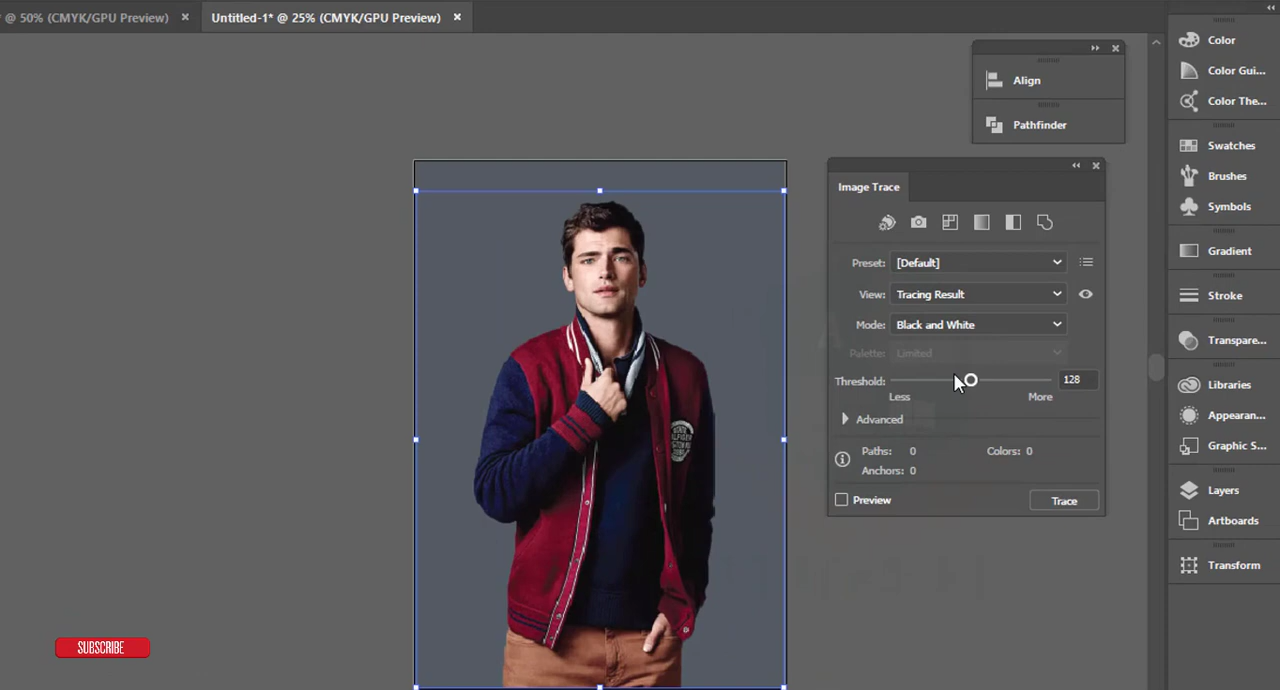 @ 50% (CMYK/GPU Preview) ×
Untitled-1* @ 25% (CMYK/GPU Preview) ×
Align
Pathfinder
Image Trace
Preset: [Default]
View: Tracing Result
Mode: Black and White
Palette: Limited
Threshold: 128
Less More
Advanced
Paths: 0 Colors: 0
Anchors: 0
Preview Trace
Color
Color Gui...
Color The...
Swatches
Brushes
Symbols
Gradient
Stroke
Transpare...
Libraries
Appearan...
Graphic S...
Layers
Artboards
Transform
SUBSCRIBE